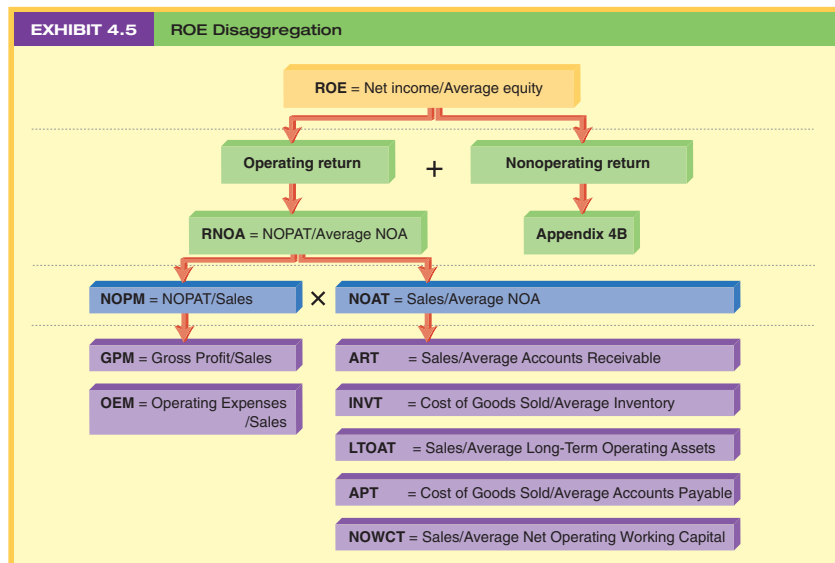 EXHIBIT 4.5 ROE Disaggregation
ROE = Net income/Average equity
Operating return + Nonoperating return
RNOA = NOPAT/Average NOA
Appendix 4B
NOPM = NOPAT/Sales × NOAT = Sales/Average NOA
GPM = Gross Profit/Sales
OEM = Operating Expenses
/Sales
ART = Sales/Average Accounts Receivable
INVT = Cost of Goods Sold/Average Inventory
LTOAT = Sales/Average Long-Term Operating Assets
APT = Cost of Goods Sold/Average Accounts Payable
NOWCT = Sales/Average Net Operating Working Capital